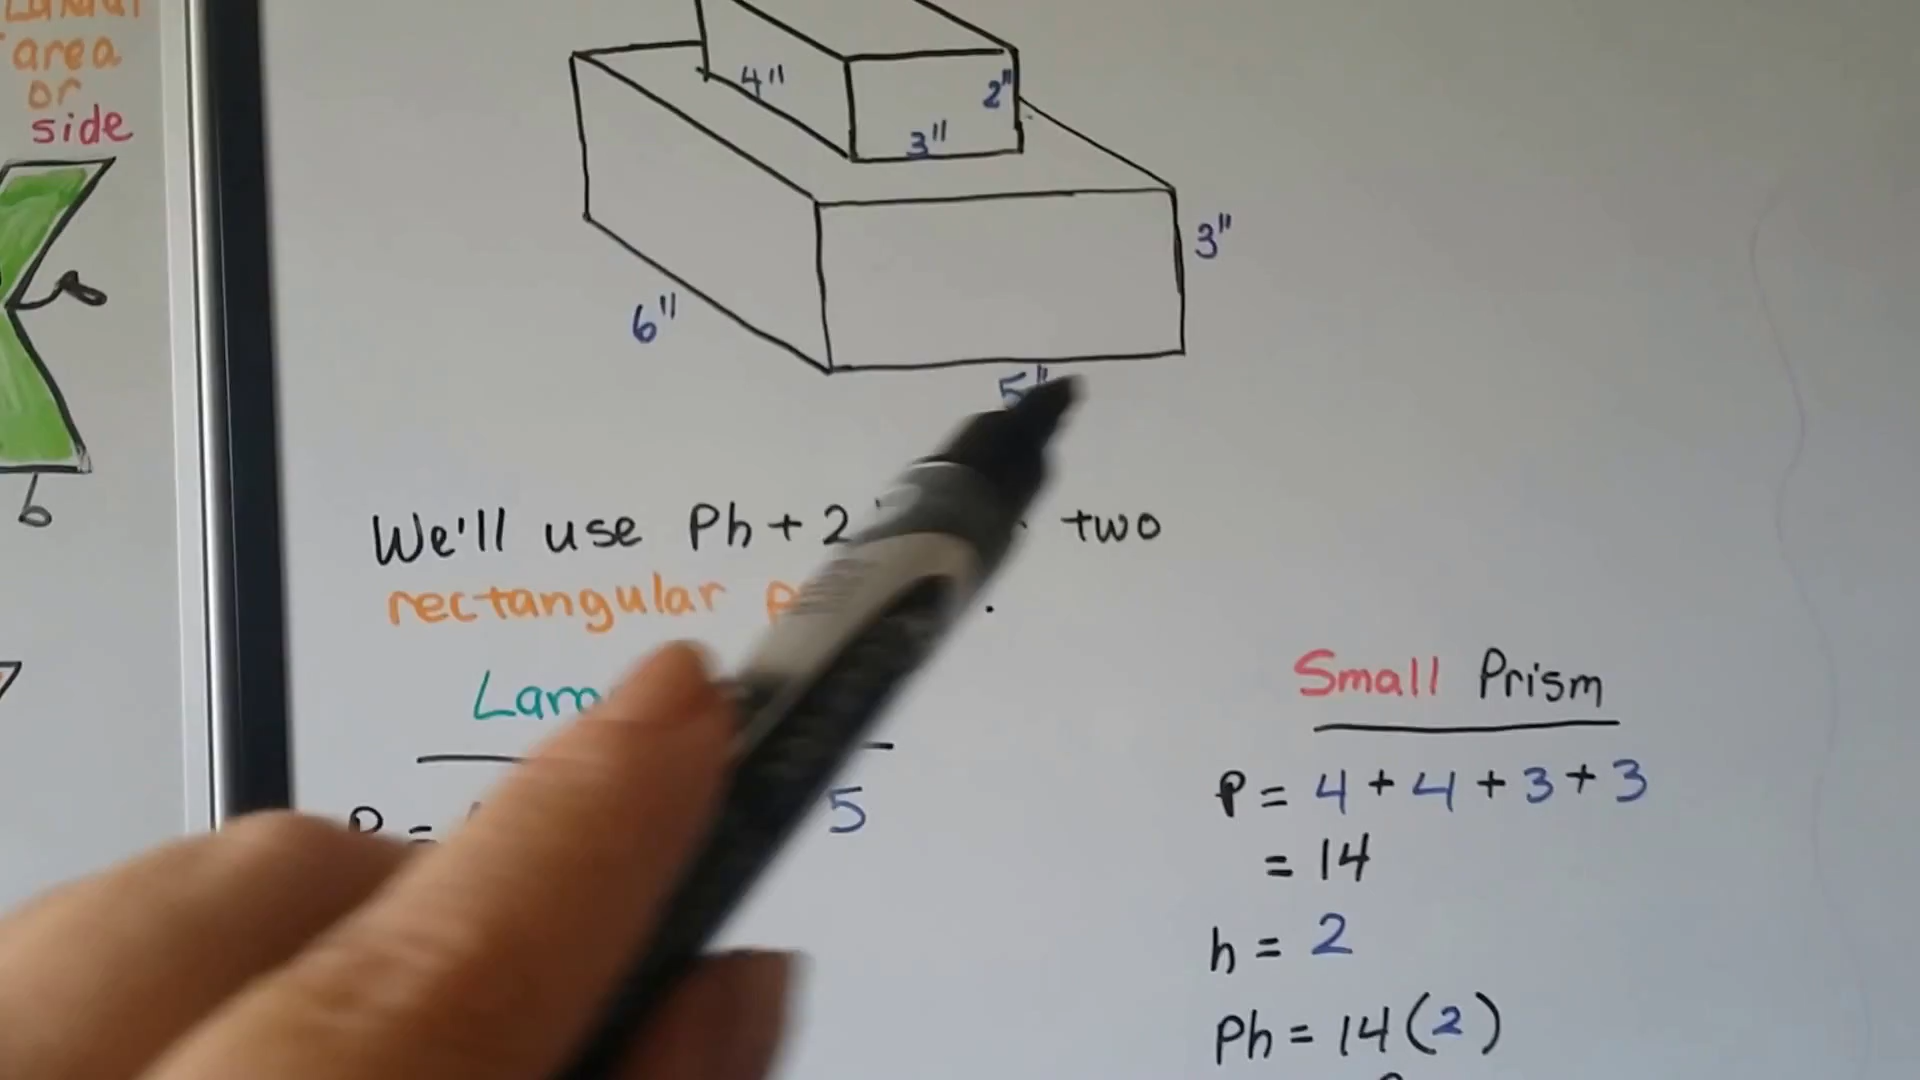 area
or
side
b
4"
2"
3"
3"
6"
5"
We'll use Ph + 2 two
rectangular
Small Prism
P = 4 + 4 + 3 + 3
= 14
h = 2
Ph = 14 (2)
P =
5